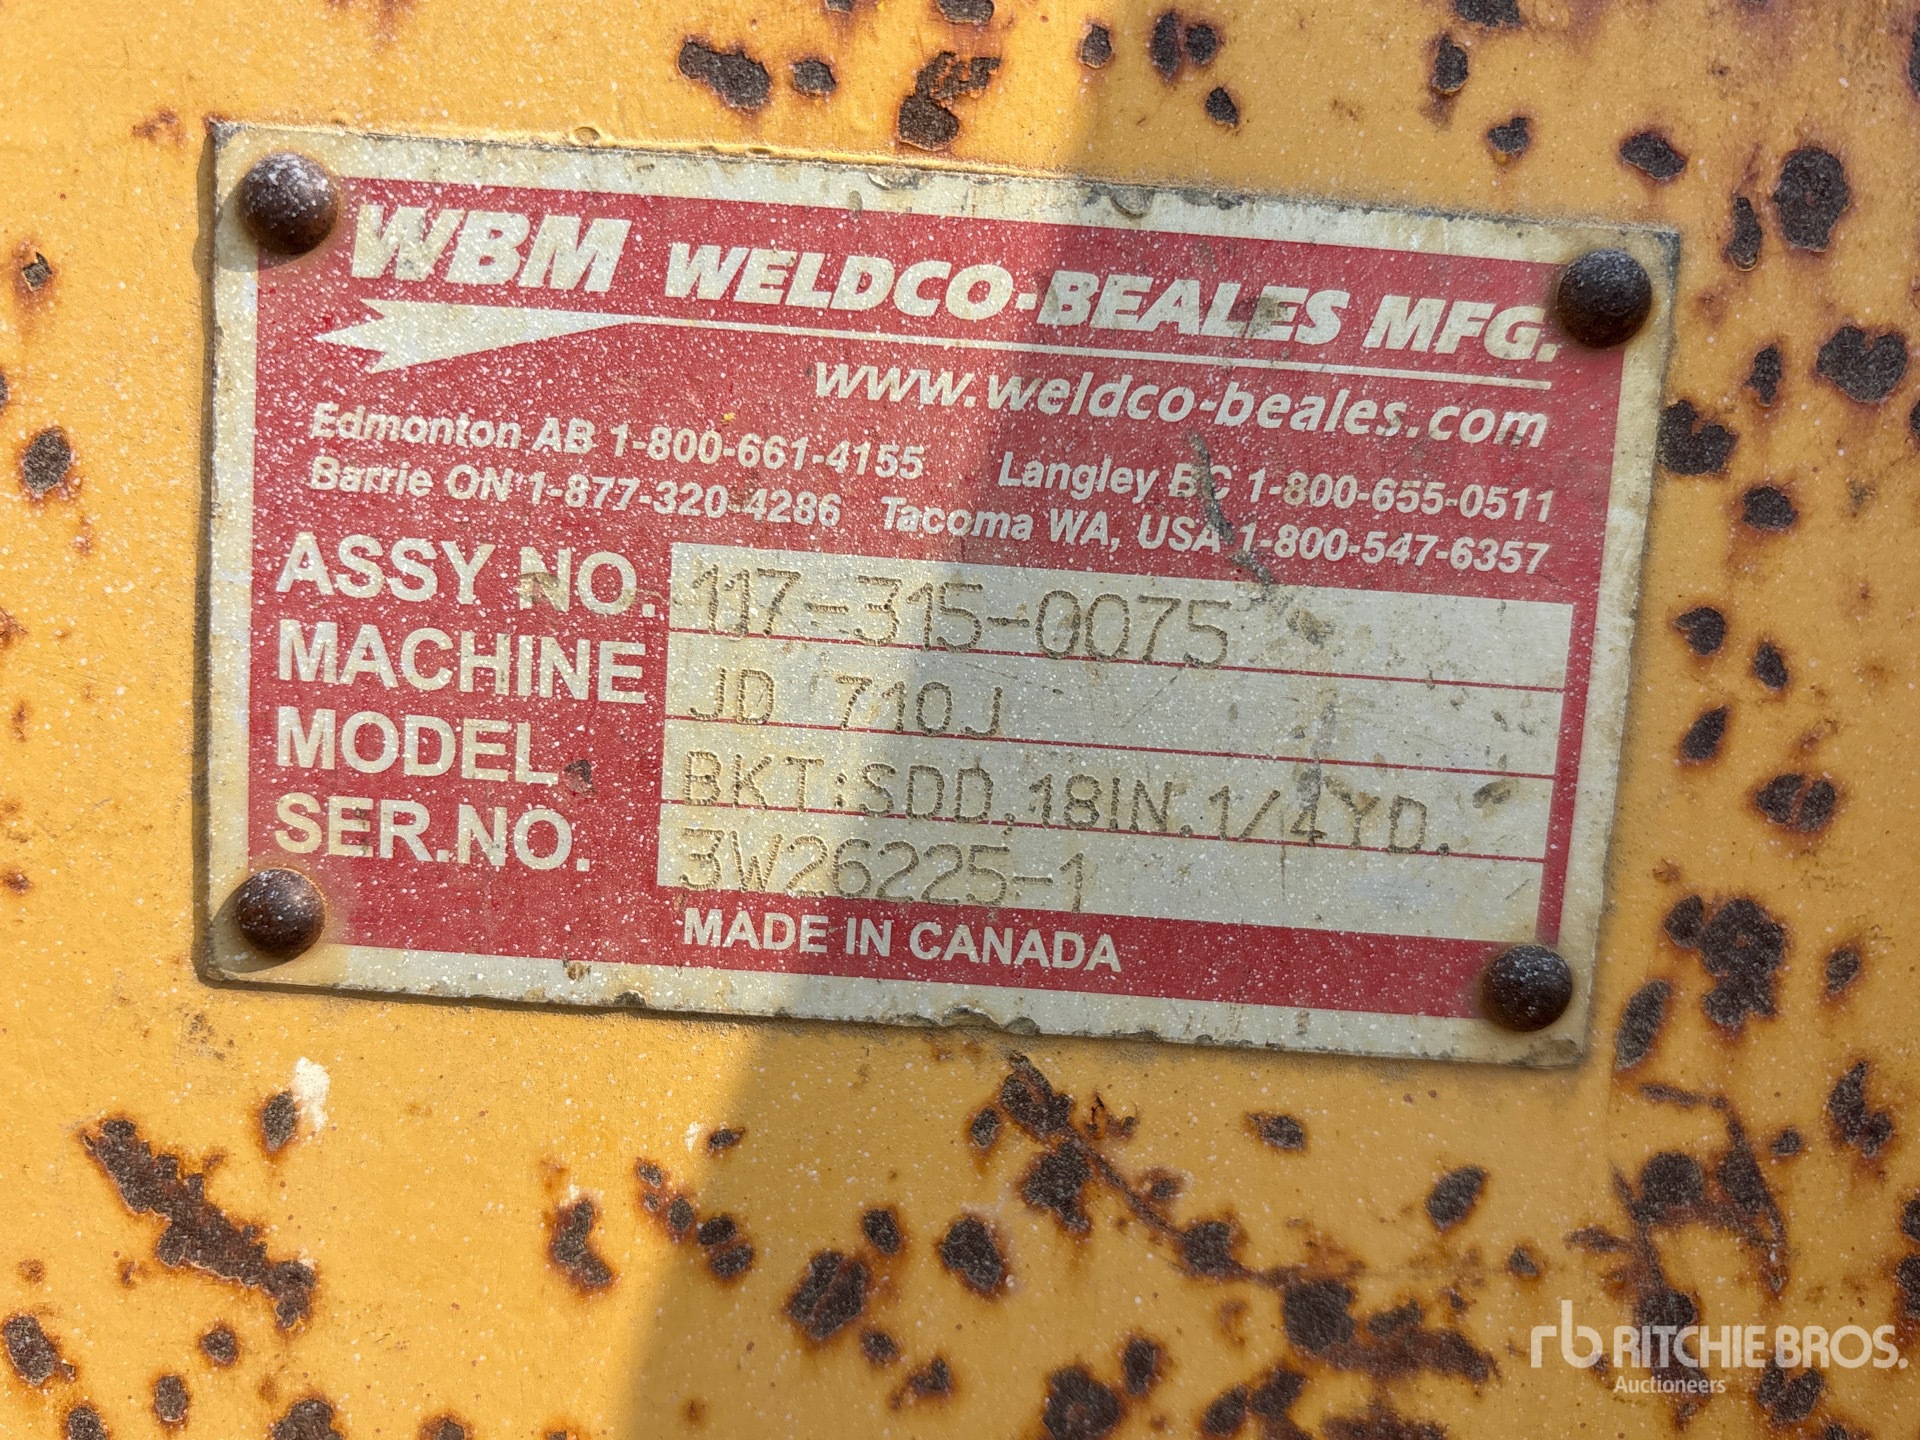 WBM WELDCO-BEALES MFG.
www.weldco-beales.com
Edmonton AB 1-800-661-4155 Langley BC 1-800-655-0511
Barrie ON 1-877-320-4286 Tacoma WA, USA 1-800-547-6357
ASSY NO. 117-315-0075
MACHINE JD 710J
MODEL BKT:SDD,18IN.1/4YD.
SER.NO. 3W26225-1
MADE IN CANADA
rb RITCHIE BROS.
Auctioneers